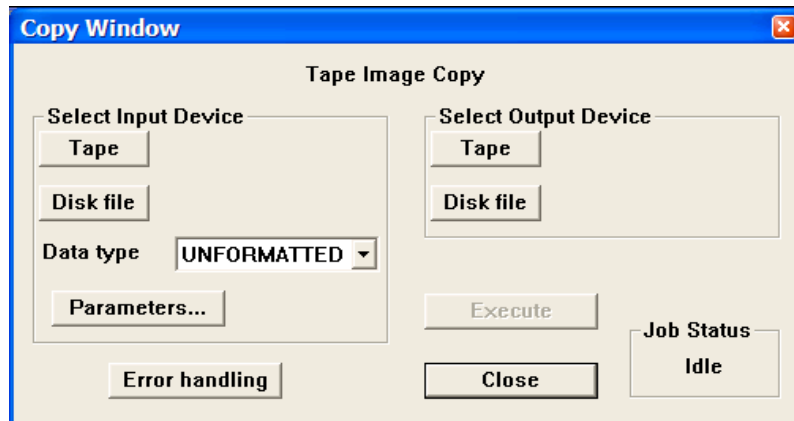 Copy Window
Tape Image Copy
Select Input Device
Tape
Disk file
Data type
UNFORMATTED
Parameters...
Error handling
Select Output Device
Tape
Disk file
Execute
Close
Job Status
Idle